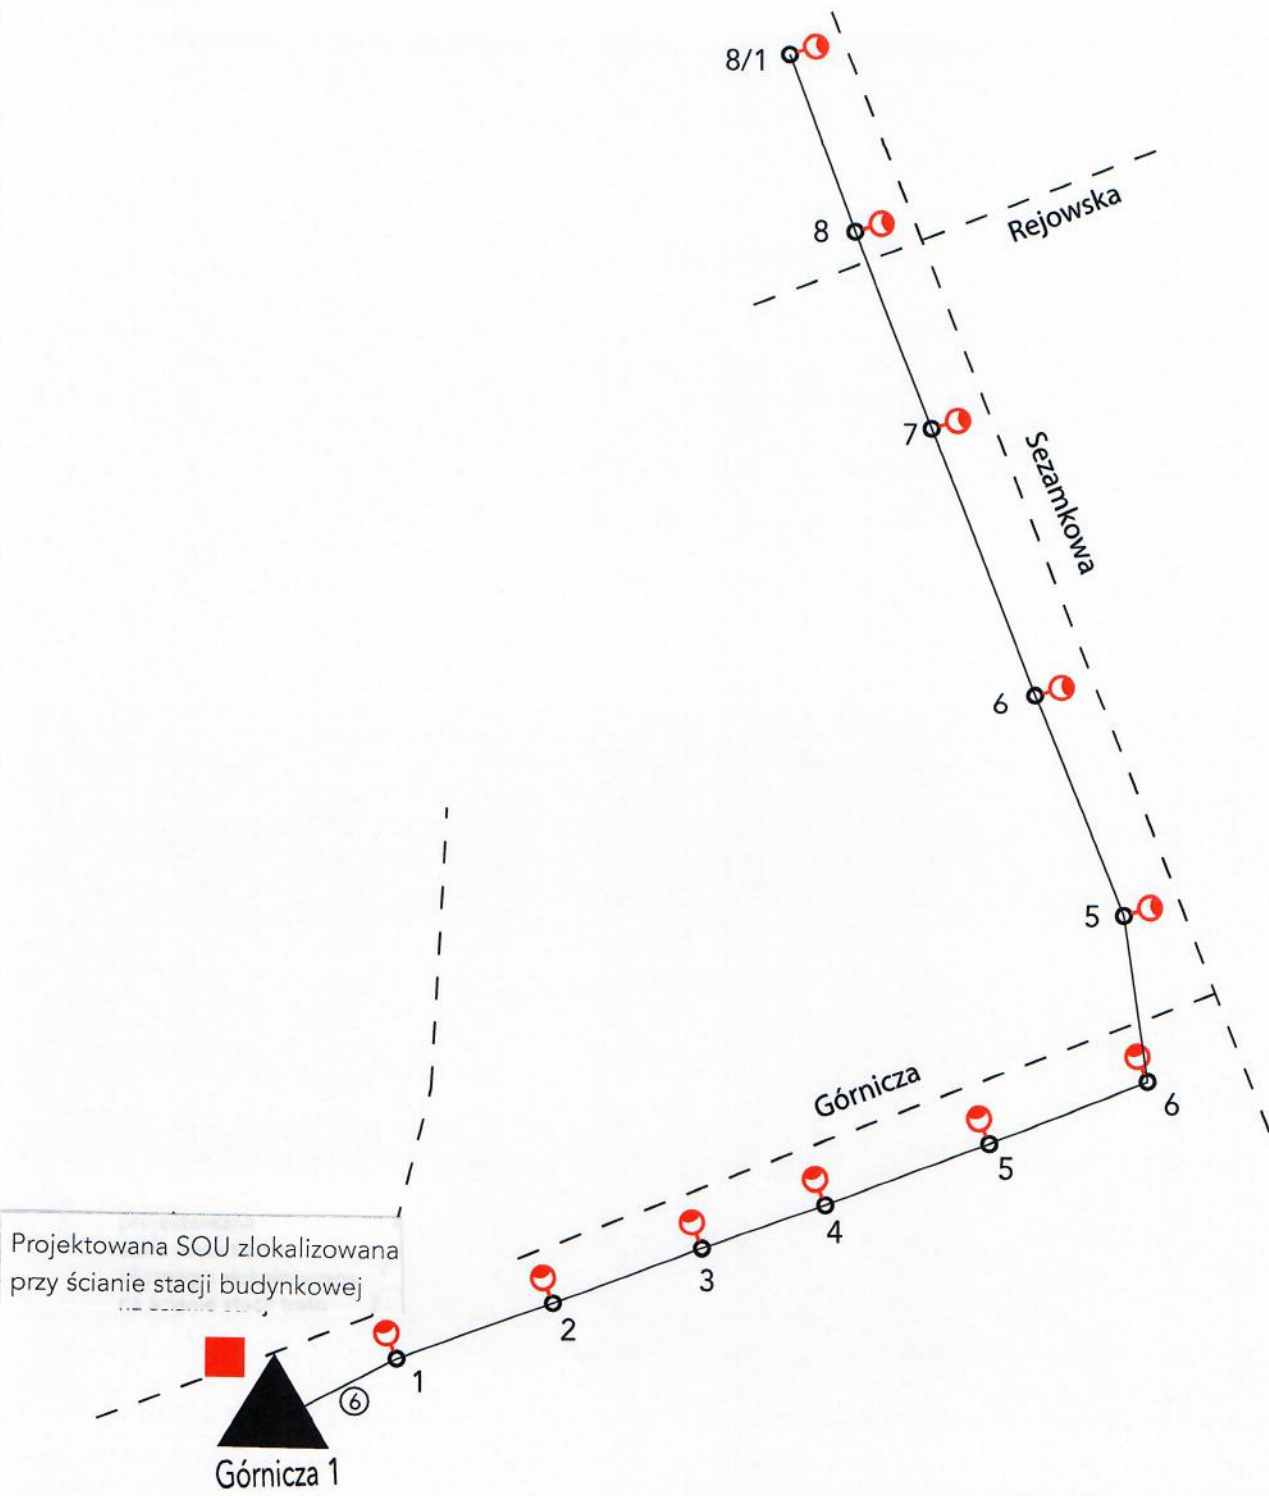 8/1
8
Rejowska
7
Sezamkowa
6
5
Górnicza
6
5
4
3
2
1
Projektowana SOU zlokalizowana
przy ścianie stacji budynkowej
6
Górnicza 1